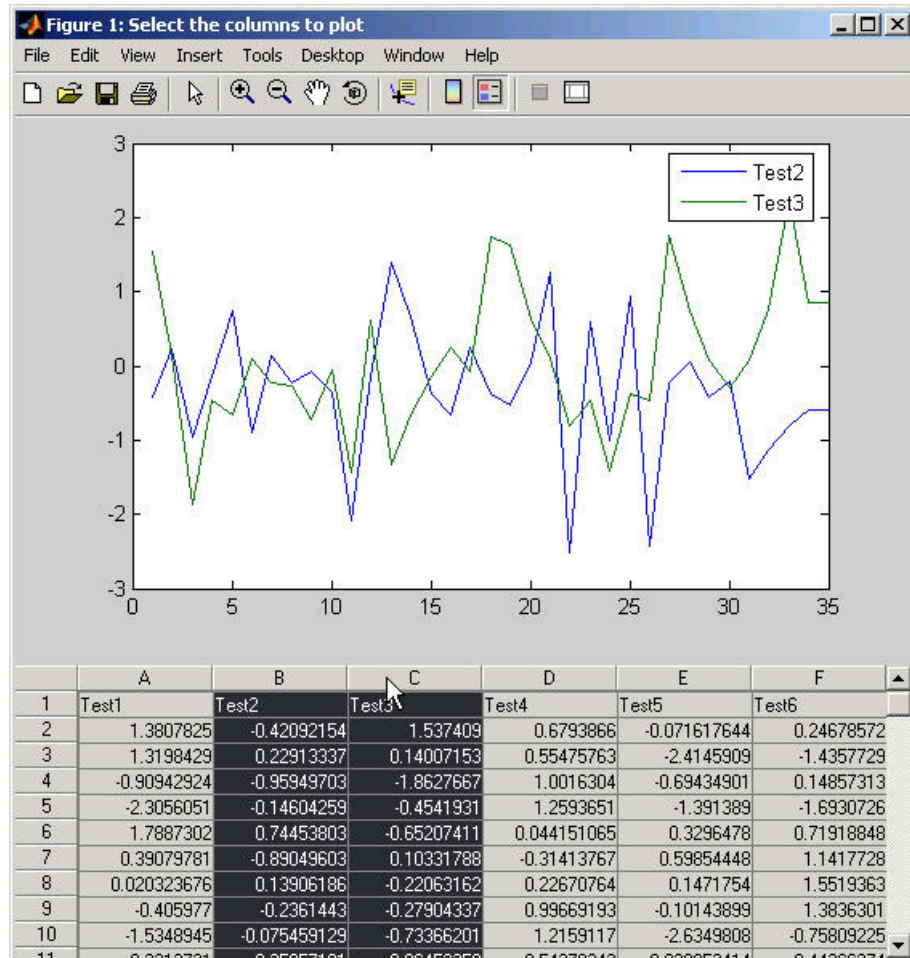 Figure 1: Select the columns to plot
File Edit View Insert Tools Desktop Window Help
3
Test2
Test3
2
1
0
-1
-2
-3
0 5 10 15 20 25 30 35
A B C D E F
1 Test1 Test2 Test3 Test4 Test5 Test6
2 1.3807825 -0.42092154 1.537409 0.6793866 -0.071617644 0.24678572
3 1.3198429 0.22913337 0.14007153 0.55475763 -2.4145909 -1.4357729
4 -0.90942924 -0.95949703 -1.8627667 1.0016304 -0.69434901 0.14857313
5 -2.3056051 -0.14604259 -0.4541931 1.2593651 -1.391389 -1.6930726
6 1.7887302 0.74453803 -0.65207411 0.044151065 0.3296478 0.71918848
7 0.39079781 -0.89049603 0.10331788 -0.31413767 0.59854448 1.1417728
8 0.020323676 0.13906186 -0.22063162 0.22670764 0.1471754 1.5519363
9 -0.405977 -0.2361443 -0.27904337 0.99669193 -0.10143899 1.3836301
10 -1.5348945 -0.075459129 -0.73366201 1.2159117 -2.6349808 -0.75809225